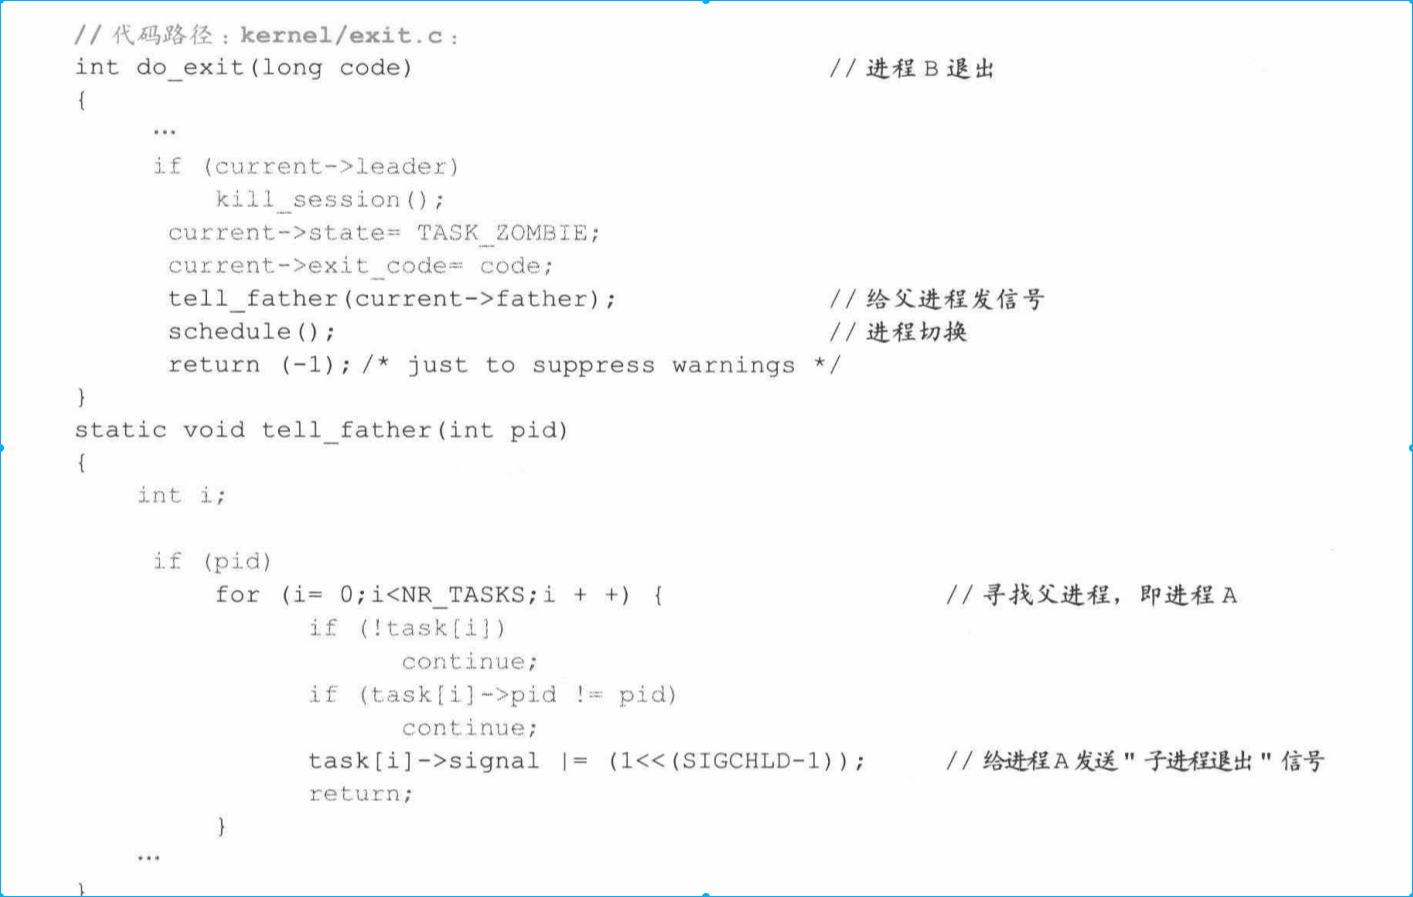 // 代码路径：kernel/exit.c：
int do_exit(long code) // 进程 B 退出
{
…
if (current->leader)
kill_session();
current->state= TASK_ZOMBIE;
current->exit_code= code;
tell_father(current->father); // 给父进程发信号
schedule(); // 进程切换
return (-1); /* just to suppress warnings */
}
static void tell_father(int pid)
{
int i;
if (pid)
for (i= 0;i<NR_TASKS;i + +) { // 寻找父进程，即进程 A
if (!task[i])
continue;
if (task[i]->pid != pid)
continue;
task[i]->signal |= (1<<(SIGCHLD-1)); // 给进程 A 发送 " 子进程退出 " 信号
return;
}
…
}